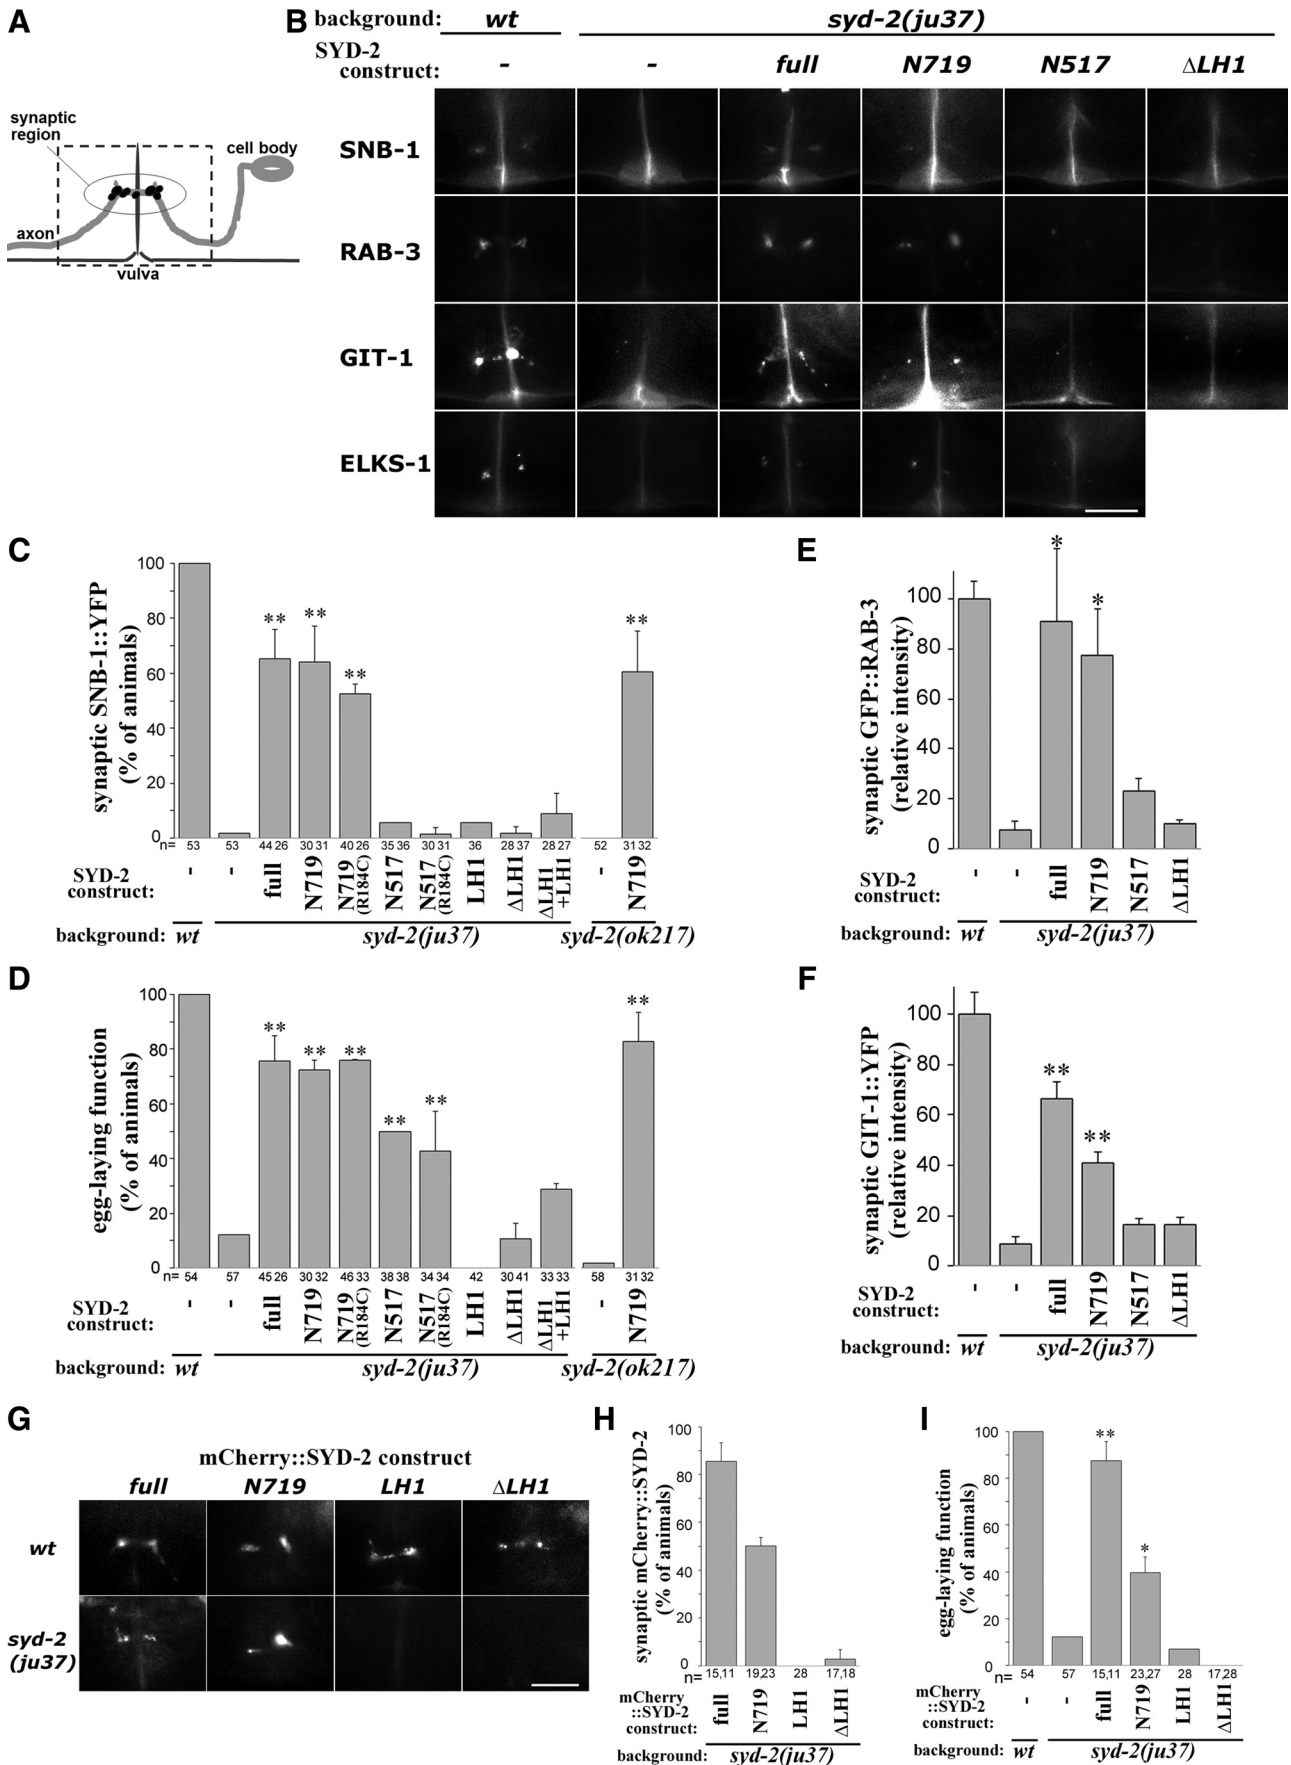 A
synaptic
region
cell body
axon
vulva
B
background: wt syd-2(ju37)
SYD-2
construct: - - full N719 N517 ΔLH1
SNB-1
RAB-3
GIT-1
ELKS-1
C
synaptic SNB-1::YFP
(% of animals)
100
80
60
40
20
0
** ** ** **
n= 53 53 44 26 30 31 40 26 35 36 30 31 36 28 37 28 27 52 31 32
SYD-2
construct:
- - full N719 N719 (R184C) N517 N517 (R184C) LH1 ΔLH1 ΔLH1 +LH1 - N719
background: wt syd-2(ju37) syd-2(ok217)
D
egg-laying function
(% of animals)
100
80
60
40
20
0
** ** ** ** ** **
n= 54 57 45 26 30 32 46 33 38 38 34 34 42 30 41 33 33 58 31 32
SYD-2
construct:
- - full N719 N719 (R184C) N517 N517 (R184C) LH1 ΔLH1 ΔLH1 +LH1 - N719
background: wt syd-2(ju37) syd-2(ok217)
E
synaptic GFP::RAB-3
(relative intensity)
100
80
60
40
20
0
* *
SYD-2
construct:
- - full N719 N517 ΔLH1
background: wt syd-2(ju37)
F
synaptic GIT-1::YFP
(relative intensity)
100
80
60
40
20
0
** **
SYD-2
construct:
- - full N719 N517 ΔLH1
background: wt syd-2(ju37)
G
mCherry::SYD-2 construct
full N719 LH1 ΔLH1
wt
syd-2
(ju37)
H
synaptic mCherry::SYD-2
(% of animals)
100
80
60
40
20
0
n= 15,11 19,23 28 17,18
mCherry
::SYD-2
construct:
full N719 LH1 ΔLH1
background: syd-2(ju37)
I
egg-laying function
(% of animals)
100
80
60
40
20
0
** *
n= 54 57 15,11 23,27 28 17,28
mCherry
::SYD-2
construct:
- - full N719 LH1 ΔLH1
background: wt syd-2(ju37)